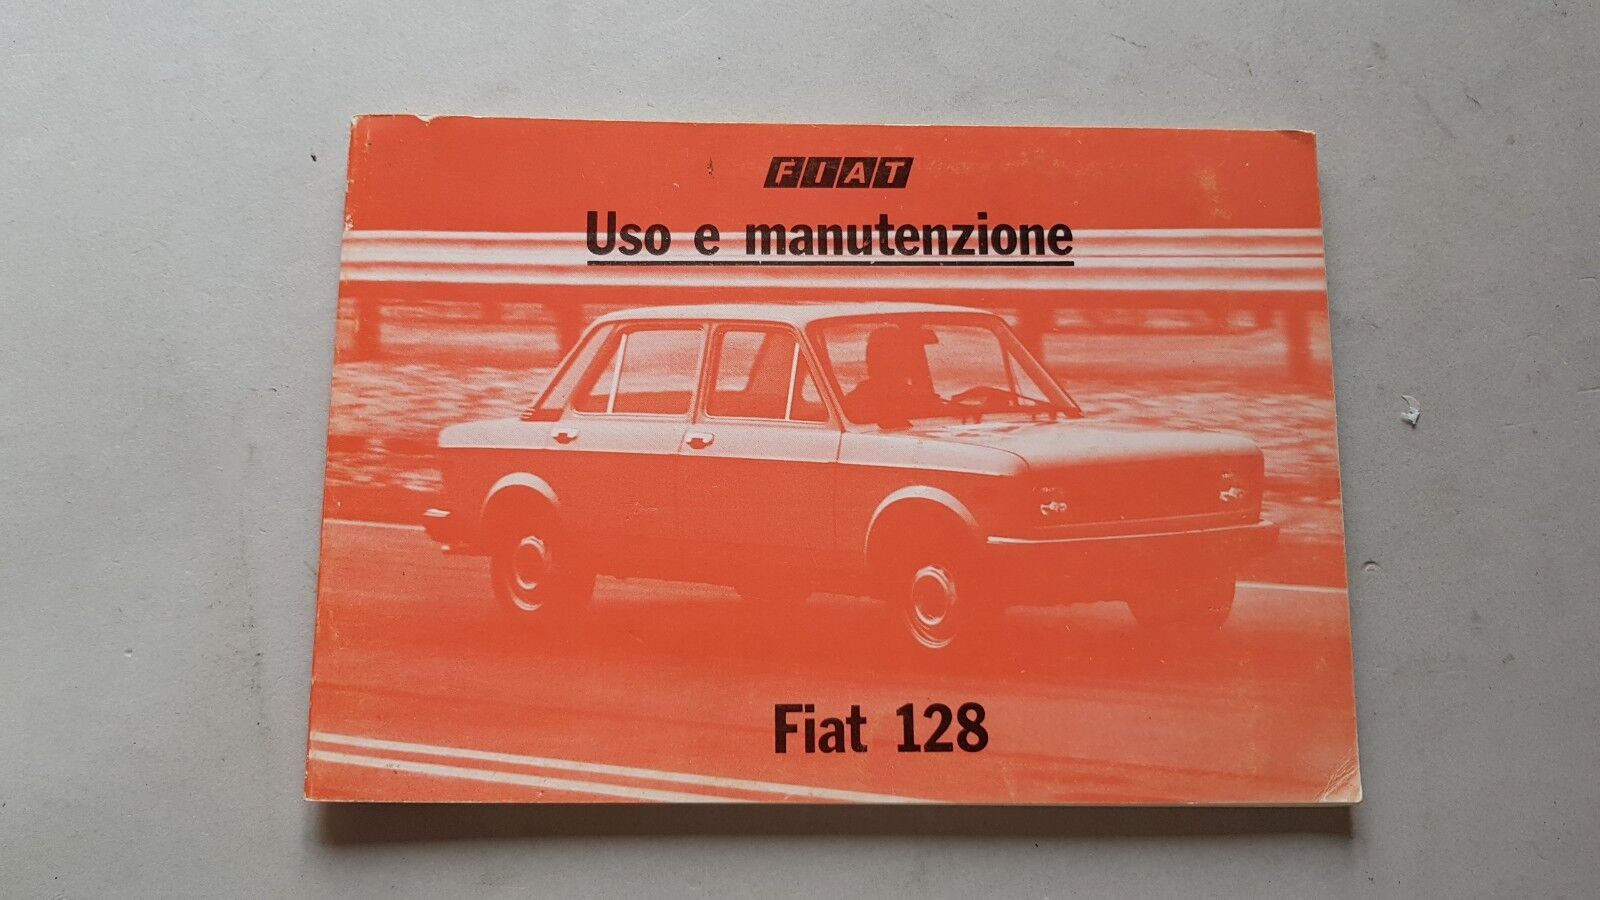 FIAT
Uso e manutenzione
Fiat 128